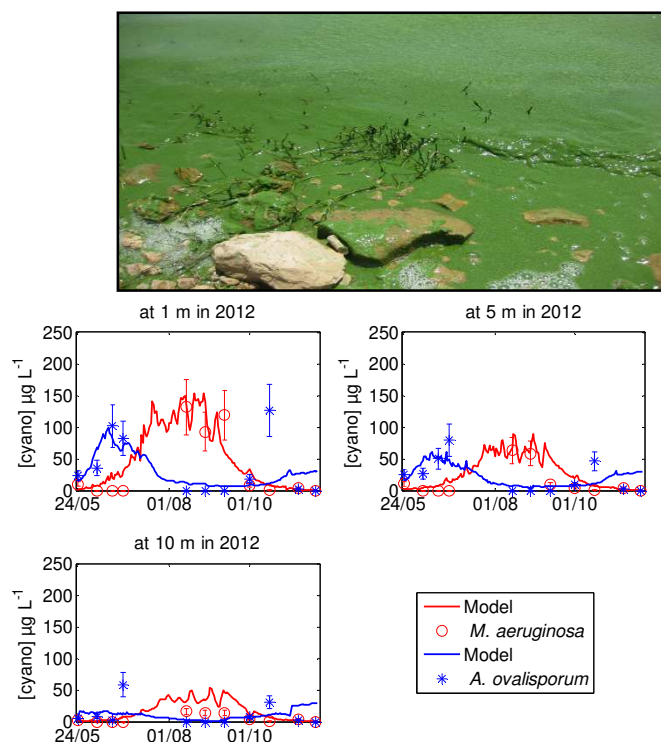 at 1 m in 2012
at 5 m in 2012
[cyano] µg L-1
250
200
150
100
50
0
24/05
01/08
01/10
[cyano] µg L-1
250
200
150
100
50
0
24/05
01/08
01/10
at 10 m in 2012
[cyano] µg L-1
250
200
150
100
50
0
24/05
01/08
01/10
Model
M. aeruginosa
Model
A. ovalisporum